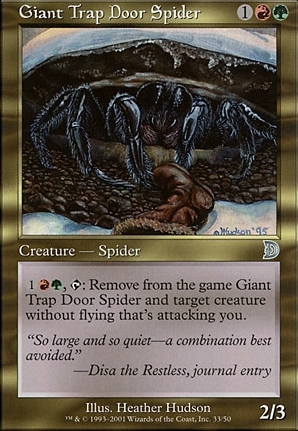 Giant Trap Door Spider 1
WHudson '95
Creature — Spider
1 , : Remove from the game Giant
Trap Door Spider and target creature
without flying that's attacking you.
“So large and so quiet—a combination best
avoided.”
—Disa the Restless, journal entry
Illus. Heather Hudson
™ & © 1993–2001 Wizards of the Coast, Inc. 33/50
2/3